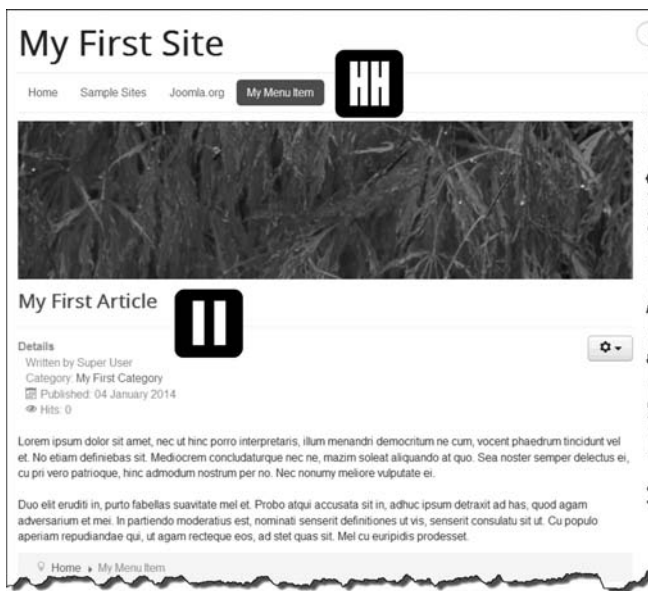 My First Site
Home Sample Sites Joomla.org My Menu Item HH
My First Article II
Details
Written by Super User
Category: My First Category
Published: 04 January 2014
Hits: 0
Lorem ipsum dolor sit amet, nec ut hinc porro interpretaris, illum menandri democritum ne cum, vocent phaedrum tincidunt vel
et. No etiam definiebas sit. Mediocrem concludaturque nec ne, mazim soleat aliquando at quo. Sea noster semper delectus ei,
cu pri vero patrioque, hinc admodum nostrum per no. Nec nonumy meliore vulputate ei.
Duo elit eruditi in, purto fabellas suavitate mel et. Probo atqui accusata sit in, adhuc ipsum detraxit ad has, quod agam
adversarium et mei. In partiendo moderatius est, nominati senserit definitiones ut vis, senserit consulatu sit ut. Cu populo
aperiam repudiandae qui, ut agam recteque eos, ad stet quas sit. Mel cu euripidis prodesset.
Home My Menu Item